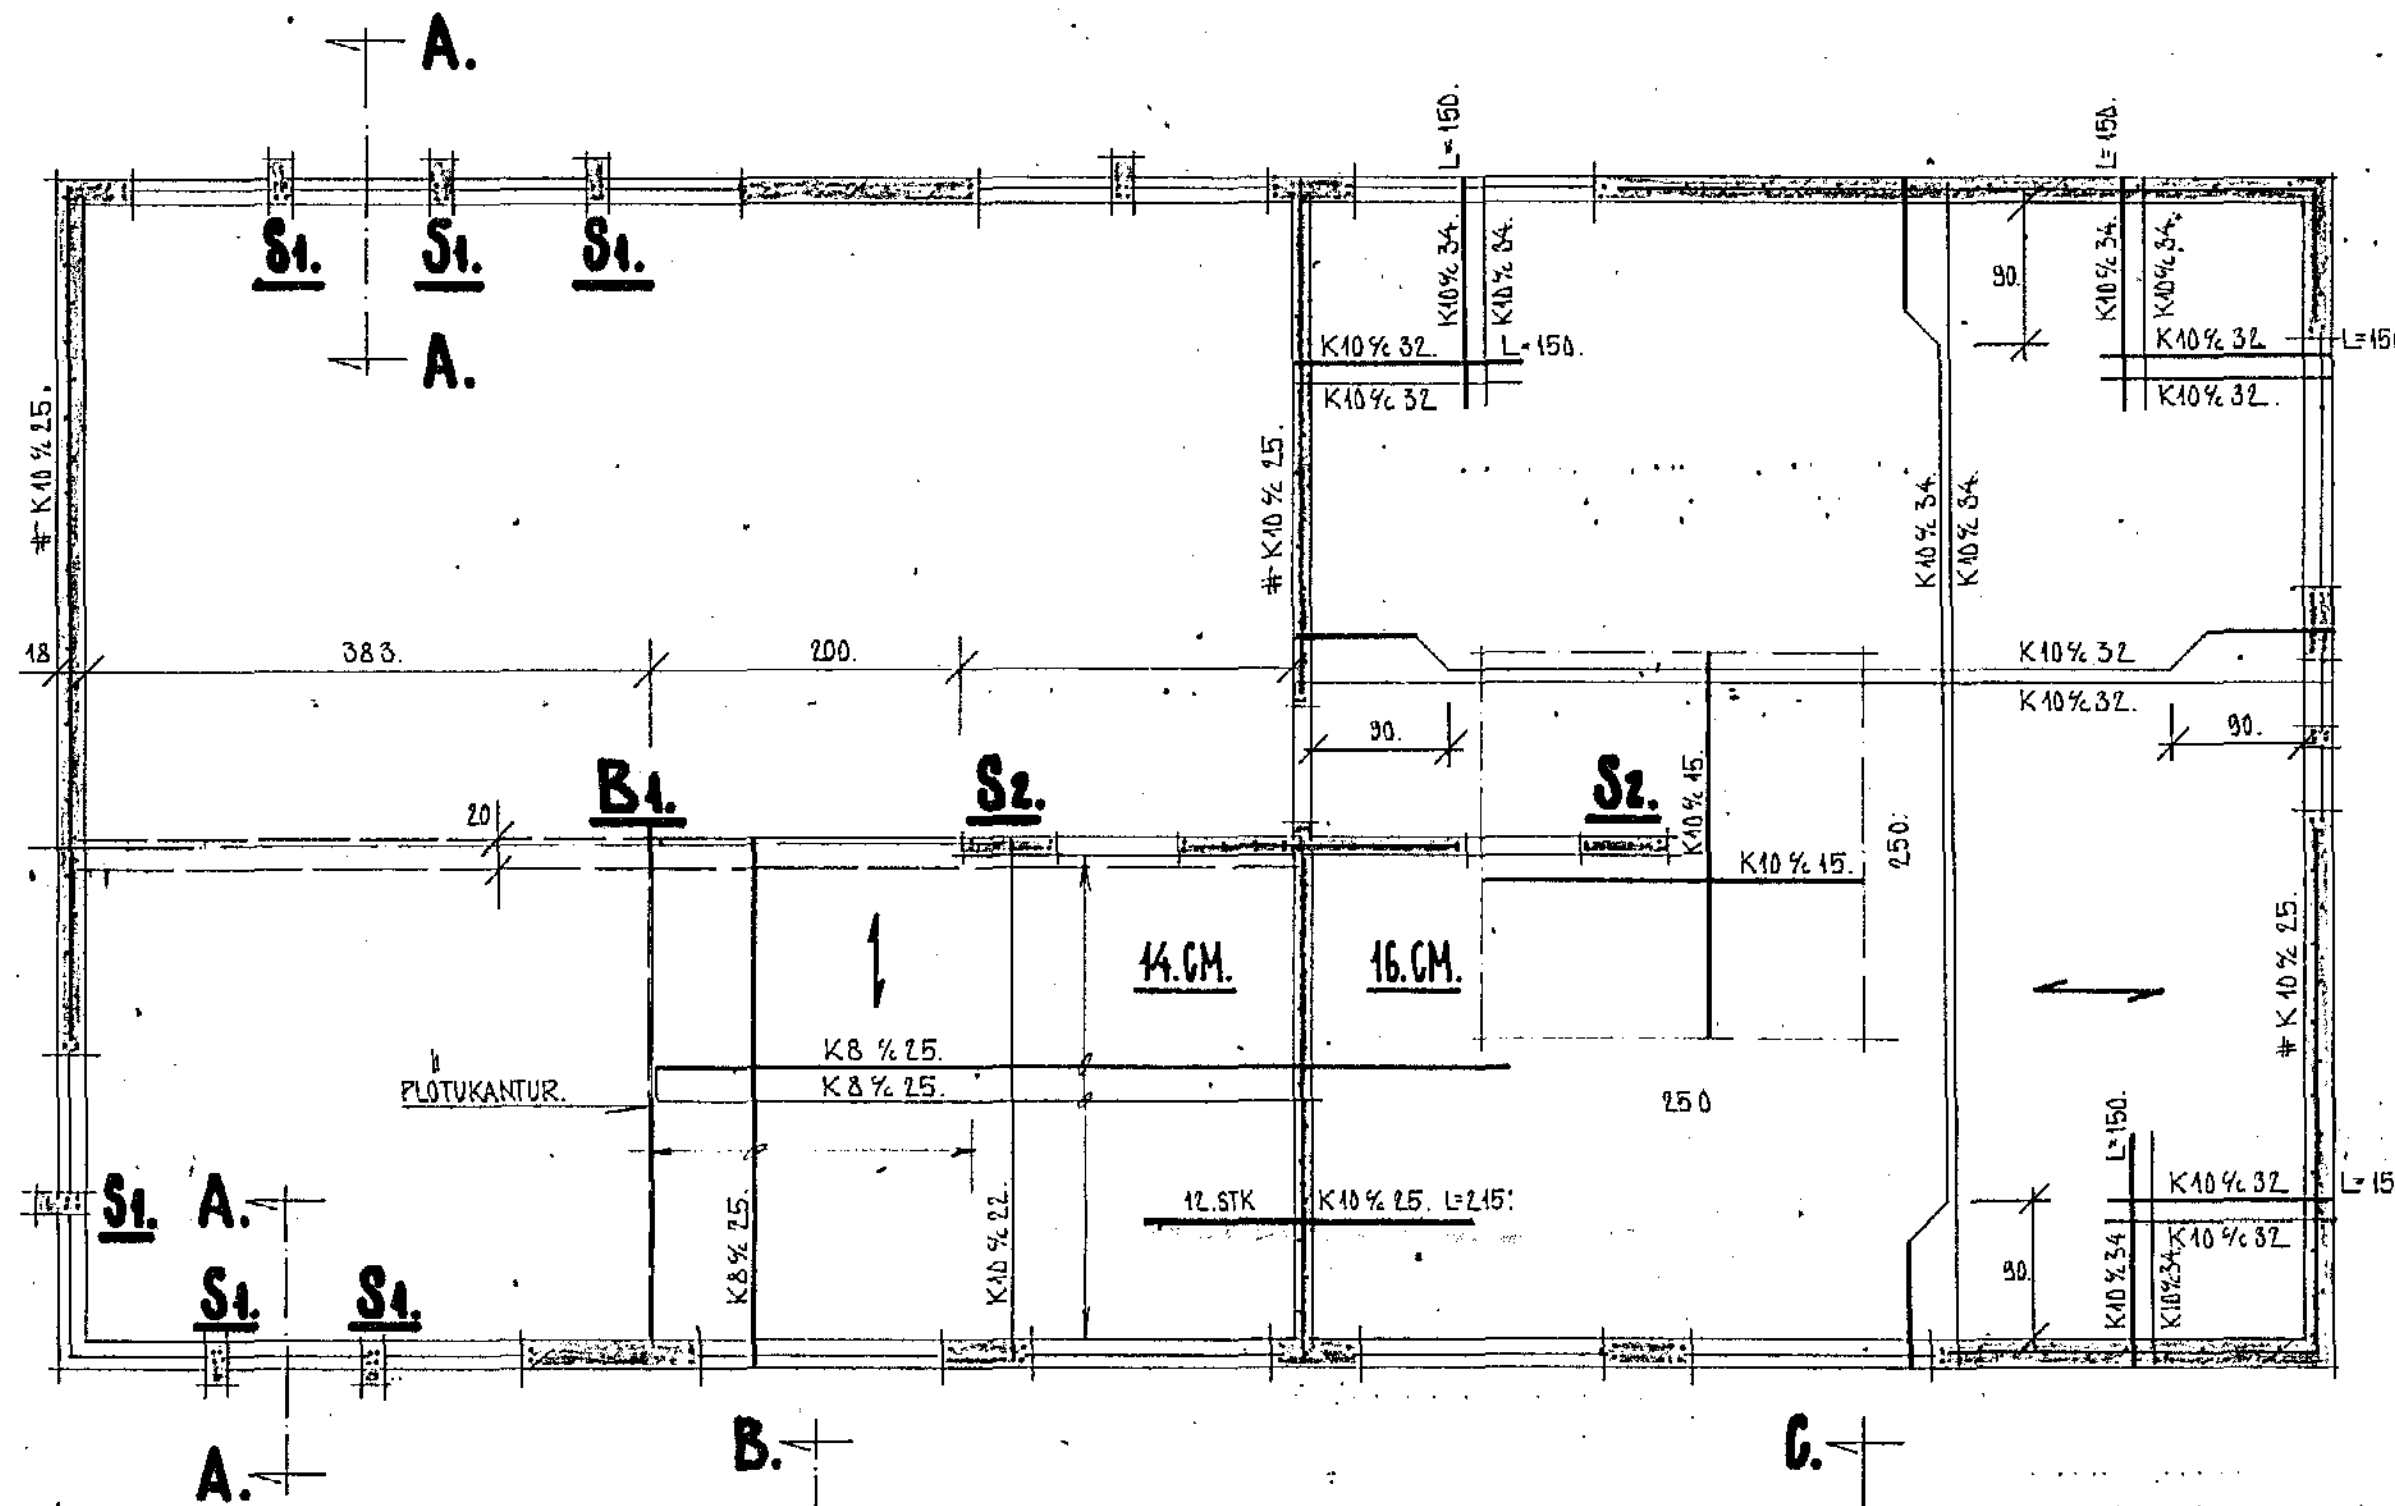 A.
L=150.
L=150.
S1.
S1.
S1.
K10 % 34.
K10 % 34.
90.
K10 % 34.
K10 % 34.
A.
K10 % 32.
L=150.
K10 % 32
K10 % 32
K10 % 32.
# K10 % 25.
# K10 % 25.
K10 % 34.
K10 % 34.
18
383.
200.
K10 % 32
K10 % 32.
90.
90.
B1.
S2.
S2.
K10 % 15.
20
250.
K10 % 15.
14.CM.
16.CM.
# K10 % 25.
K8 % 25.
K8 % 25.
PLÖTUKANTUR.
250
L=150.
S1.
A.
K8 % 25.
K10 % 22.
12.STK
K10 % 25. L=215.
K10 % 32
K10 % 32
K10 % 34
K10 % 34.
90.
S1.
S1.
A.
B.
C.